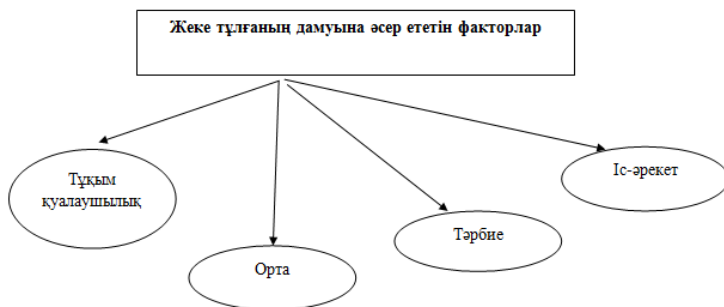 Жеке тұлғаның дамуына әсер ететін факторлар
Тұқым
қуалаушылық
Орта
Тәрбие
Іс-әрекет